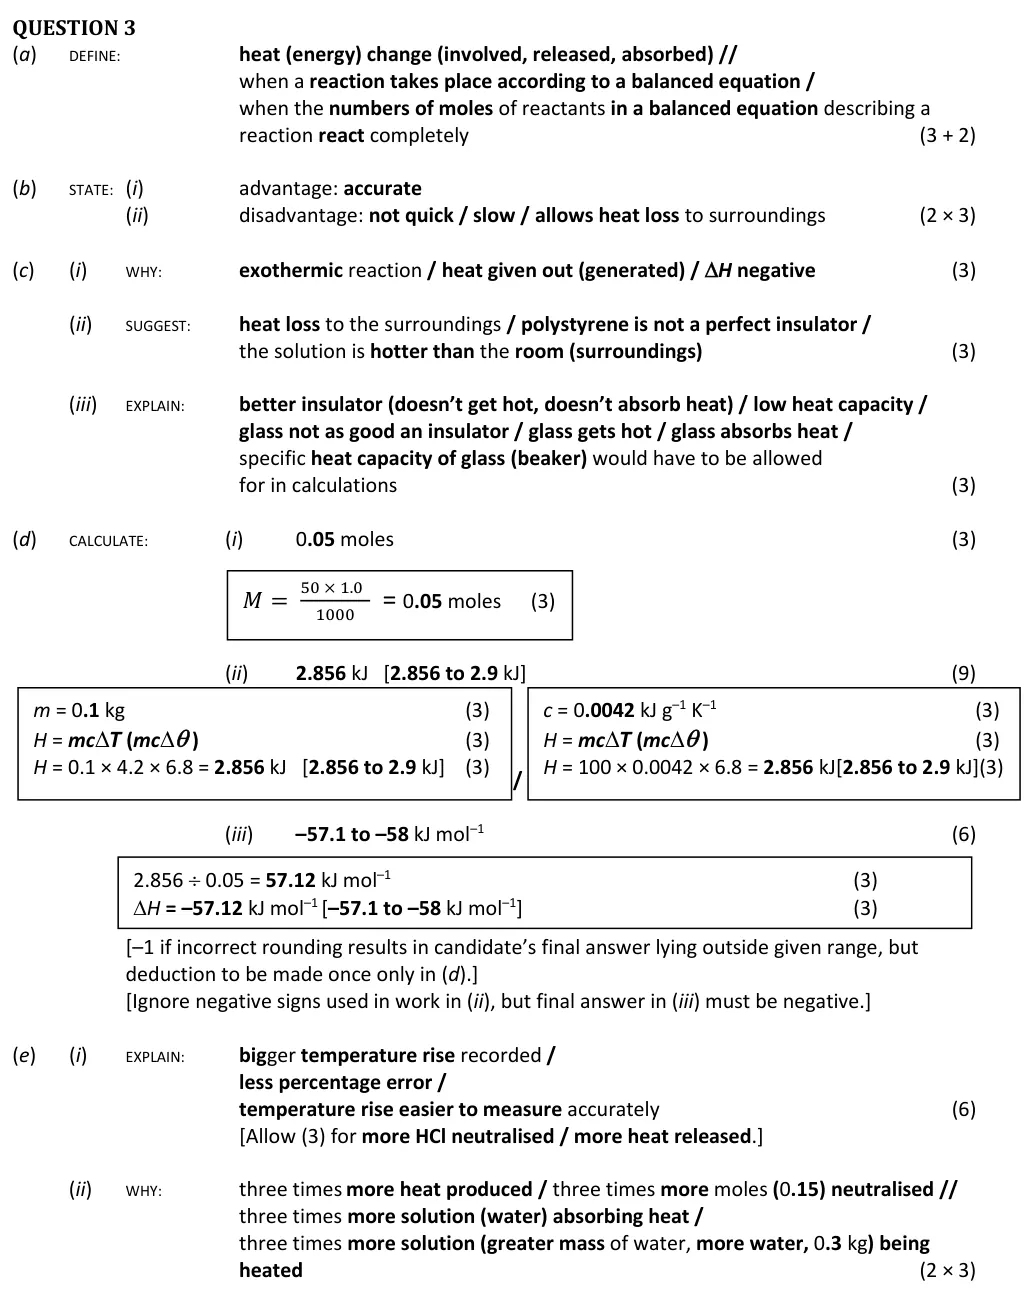 QUESTION 3
(a) DEFINE: heat (energy) change (involved, released, absorbed) //
when a reaction takes place according to a balanced equation /
when the numbers of moles of reactants in a balanced equation describing a
reaction react completely (3 + 2)
(b) STATE: (i) advantage: accurate
(ii) disadvantage: not quick / slow / allows heat loss to surroundings (2 × 3)
(c) (i) WHY: exothermic reaction / heat given out (generated) / ∆H negative (3)
(ii) SUGGEST: heat loss to the surroundings / polystyrene is not a perfect insulator /
the solution is hotter than the room (surroundings) (3)
(iii) EXPLAIN: better insulator (doesn’t get hot, doesn’t absorb heat) / low heat capacity /
glass not as good an insulator / glass gets hot / glass absorbs heat /
specific heat capacity of glass (beaker) would have to be allowed
for in calculations (3)
(d) CALCULATE: (i) 0.05 moles (3)
M = 50 × 1.0 / 1000 = 0.05 moles (3)
(ii) 2.856 kJ [2.856 to 2.9 kJ] (9)
m = 0.1 kg (3)
H = mc∆T (mc∆θ) (3)
H = 0.1 × 4.2 × 6.8 = 2.856 kJ [2.856 to 2.9 kJ] (3)
/
c = 0.0042 kJ g–1 K–1 (3)
H = mc∆T (mc∆θ) (3)
H = 100 × 0.0042 × 6.8 = 2.856 kJ[2.856 to 2.9 kJ](3)
(iii) –57.1 to –58 kJ mol–1 (6)
2.856 ÷ 0.05 = 57.12 kJ mol–1 (3)
∆H = –57.12 kJ mol–1 [–57.1 to –58 kJ mol–1] (3)
[–1 if incorrect rounding results in candidate’s final answer lying outside given range, but
deduction to be made once only in (d).]
[Ignore negative signs used in work in (ii), but final answer in (iii) must be negative.]
(e) (i) EXPLAIN: bigger temperature rise recorded /
less percentage error /
temperature rise easier to measure accurately (6)
[Allow (3) for more HCl neutralised / more heat released.]
(ii) WHY: three times more heat produced / three times more moles (0.15) neutralised //
three times more solution (water) absorbing heat /
three times more solution (greater mass of water, more water, 0.3 kg) being
heated (2 × 3)